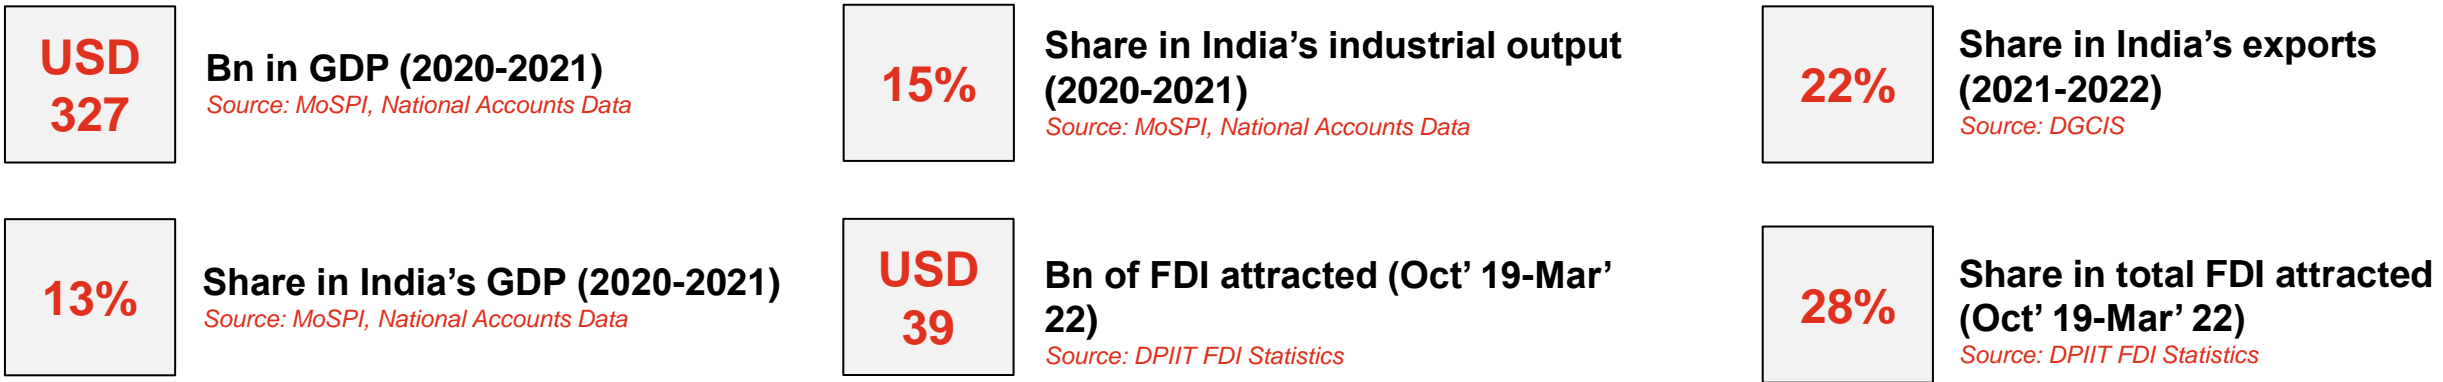 USD
327
Bn in GDP (2020-2021)
Source: MoSPI, National Accounts Data
15%
Share in India’s industrial output
(2020-2021)
Source: MoSPI, National Accounts Data
22%
Share in India’s exports
(2021-2022)
Source: DGCIS
13%
Share in India’s GDP (2020-2021)
Source: MoSPI, National Accounts Data
USD
39
Bn of FDI attracted (Oct’ 19-Mar’
22)
Source: DPIIT FDI Statistics
28%
Share in total FDI attracted
(Oct’ 19-Mar’ 22)
Source: DPIIT FDI Statistics